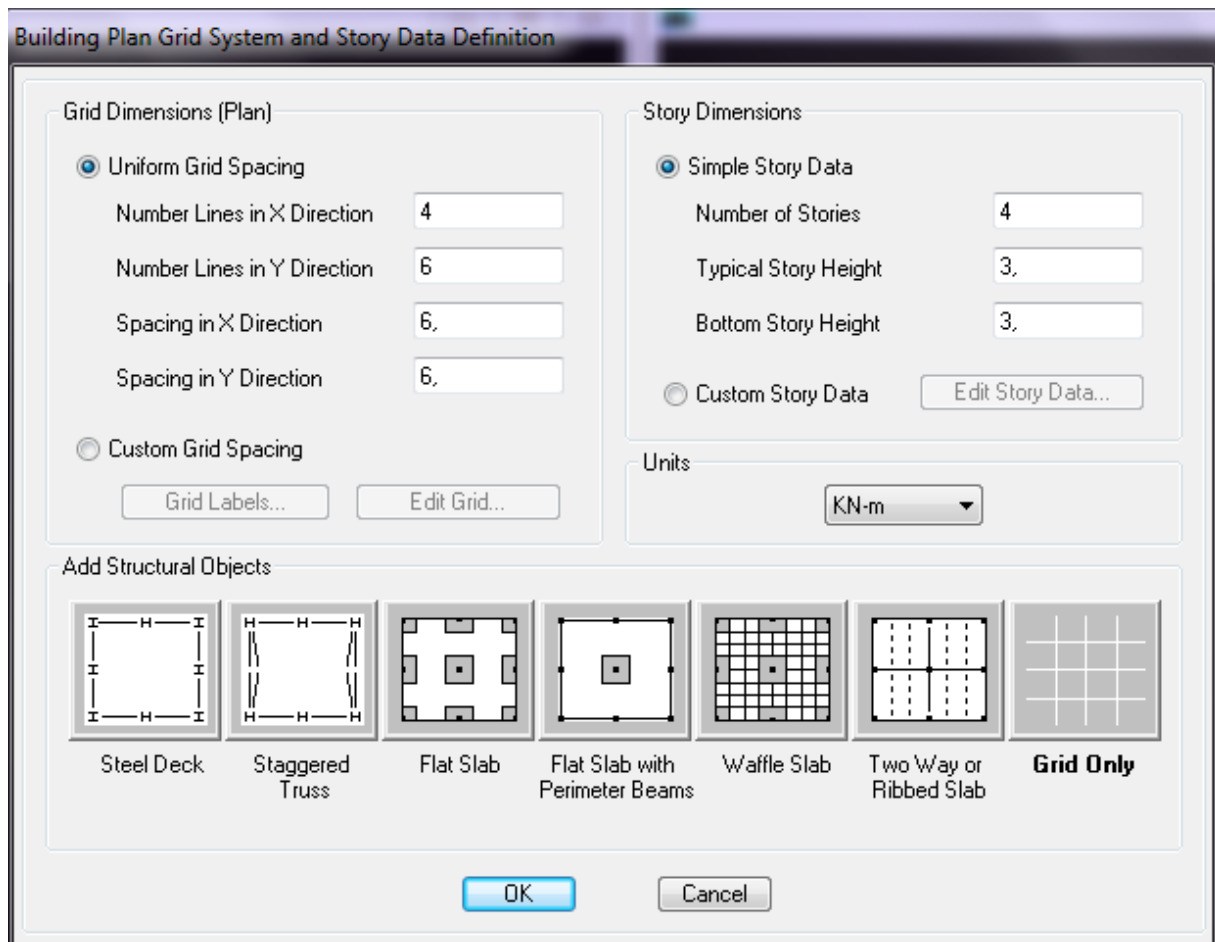 Building Plan Grid System and Story Data Definition
Grid Dimensions (Plan)
Uniform Grid Spacing
Number Lines in X Direction 4
Number Lines in Y Direction 6
Spacing in X Direction 6,
Spacing in Y Direction 6,
Custom Grid Spacing
Grid Labels... Edit Grid...
Story Dimensions
Simple Story Data
Number of Stories 4
Typical Story Height 3,
Bottom Story Height 3,
Custom Story Data Edit Story Data...
Units
KN-m
Add Structural Objects
Steel Deck
Staggered
Truss
Flat Slab
Flat Slab with
Perimeter Beams
Waffle Slab
Two Way or
Ribbed Slab
Grid Only
OK Cancel